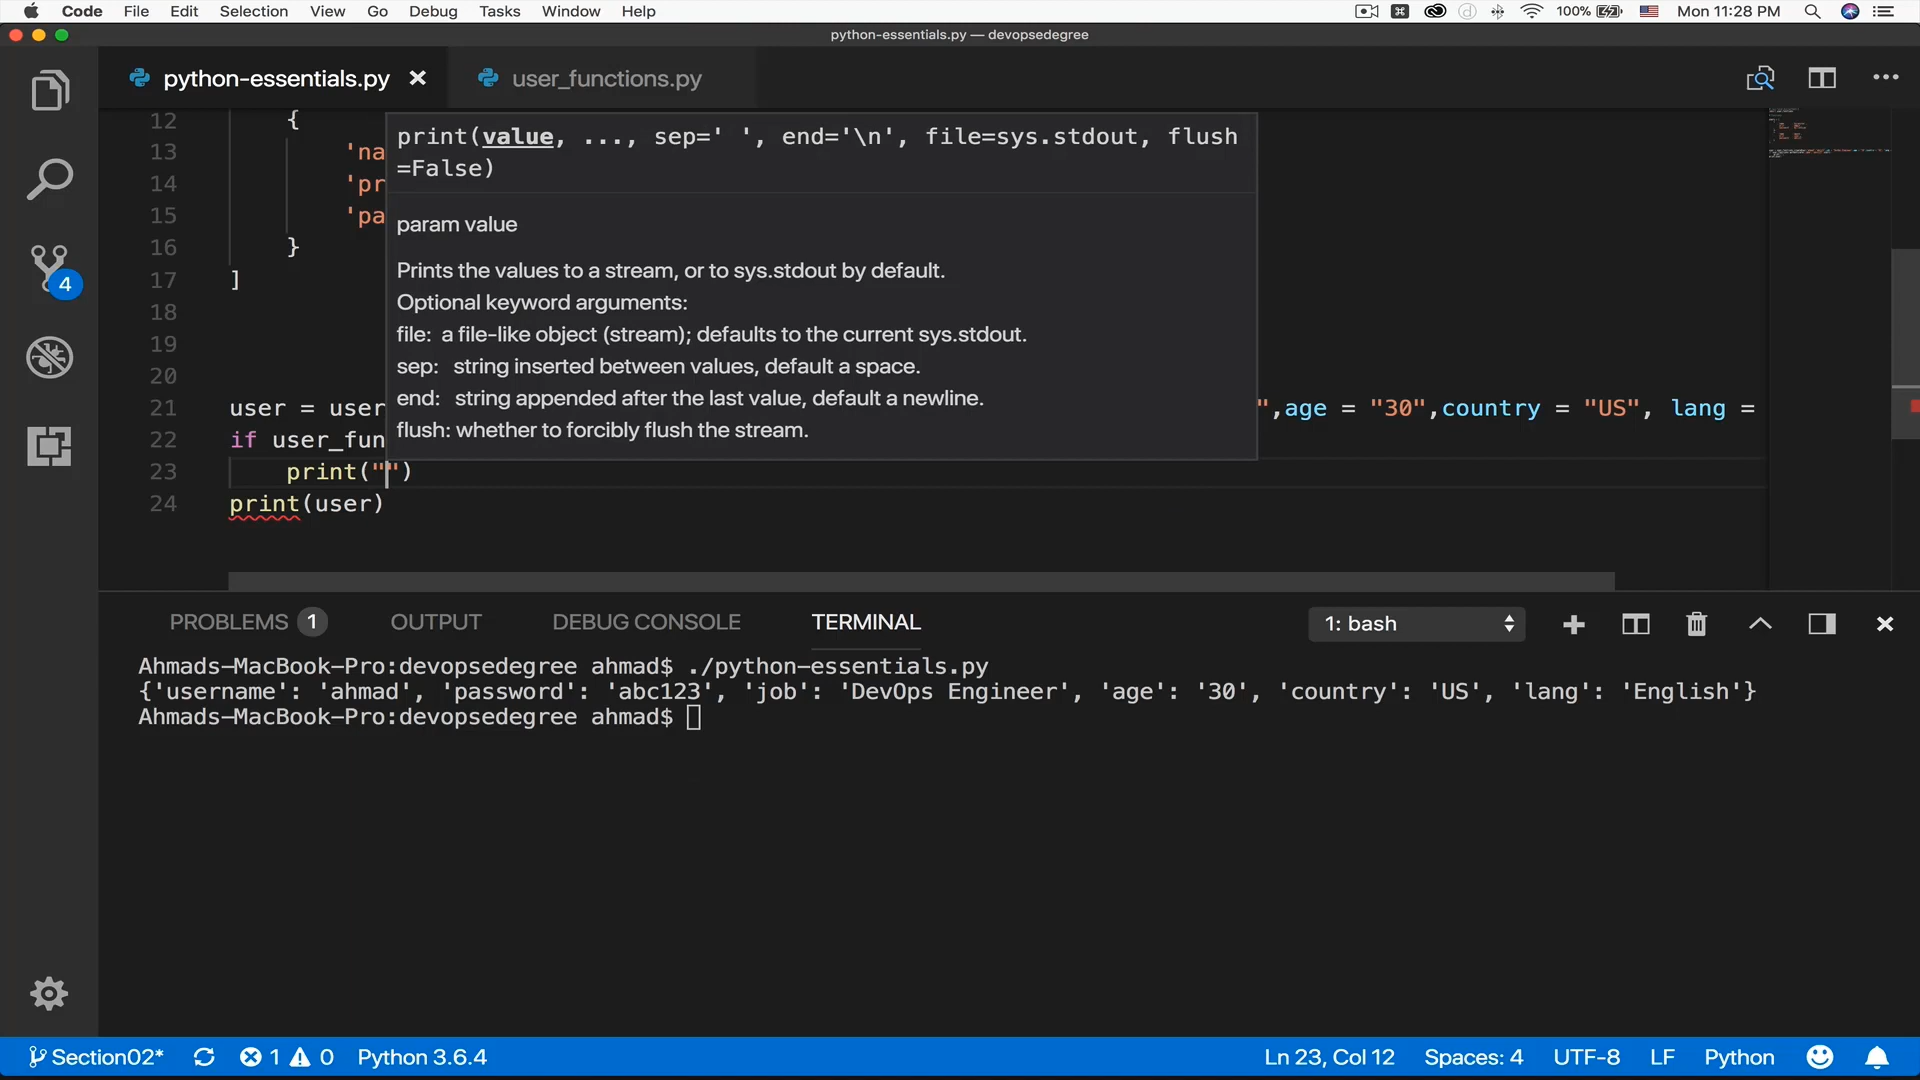 Code File Edit Selection View Go Debug Tasks Window Help 100% Mon 11:28 PM
python-essentials.py — devopsedegree
python-essentials.py user_functions.py
12 {
13 'na
14 'pr
15 'pa
16 }
17 ]
18
19
20
print(value, ..., sep=' ', end='\n', file=sys.stdout, flush
=False)
param value
Prints the values to a stream, or to sys.stdout by default.
Optional keyword arguments:
file: a file-like object (stream); defaults to the current sys.stdout.
sep: string inserted between values, default a space.
end: string appended after the last value, default a newline.
flush: whether to forcibly flush the stream.
21 user = user ",age = "30",country = "US", lang =
22 if user_fun
23 print("")
24 print(user)
4
PROBLEMS 1 OUTPUT DEBUG CONSOLE TERMINAL 1: bash
Ahmads-MacBook-Pro:devopsedegree ahmad$ ./python-essentials.py
{'username': 'ahmad', 'password': 'abc123', 'job': 'DevOps Engineer', 'age': '30', 'country': 'US', 'lang': 'English'}
Ahmads-MacBook-Pro:devopsedegree ahmad$
Section02* 1 0 Python 3.6.4 Ln 23, Col 12 Spaces: 4 UTF-8 LF Python